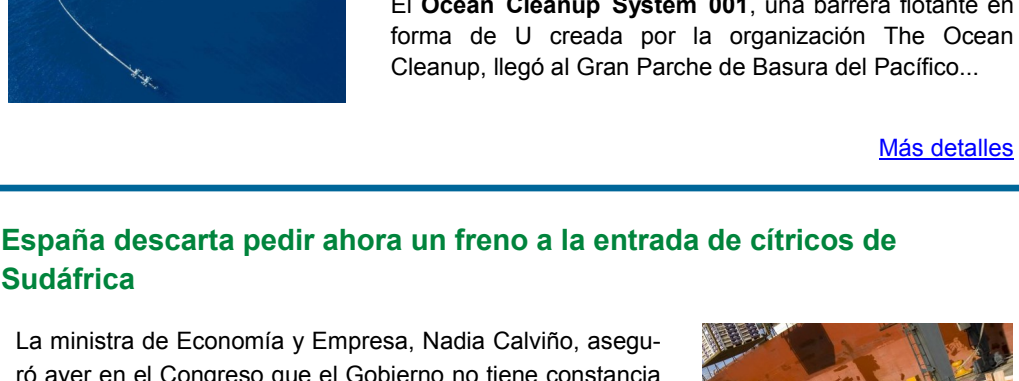 El Ocean Cleanup System 001, una barrera flotante en
forma de U creada por la organización The Ocean
Cleanup, llegó al Gran Parche de Basura del Pacífico...
Más detalles
España descarta pedir ahora un freno a la entrada de cítricos de
Sudáfrica
La ministra de Economía y Empresa, Nadia Calviño, asegu-
ró ayer en el Congreso que el Gobierno no tiene constancia